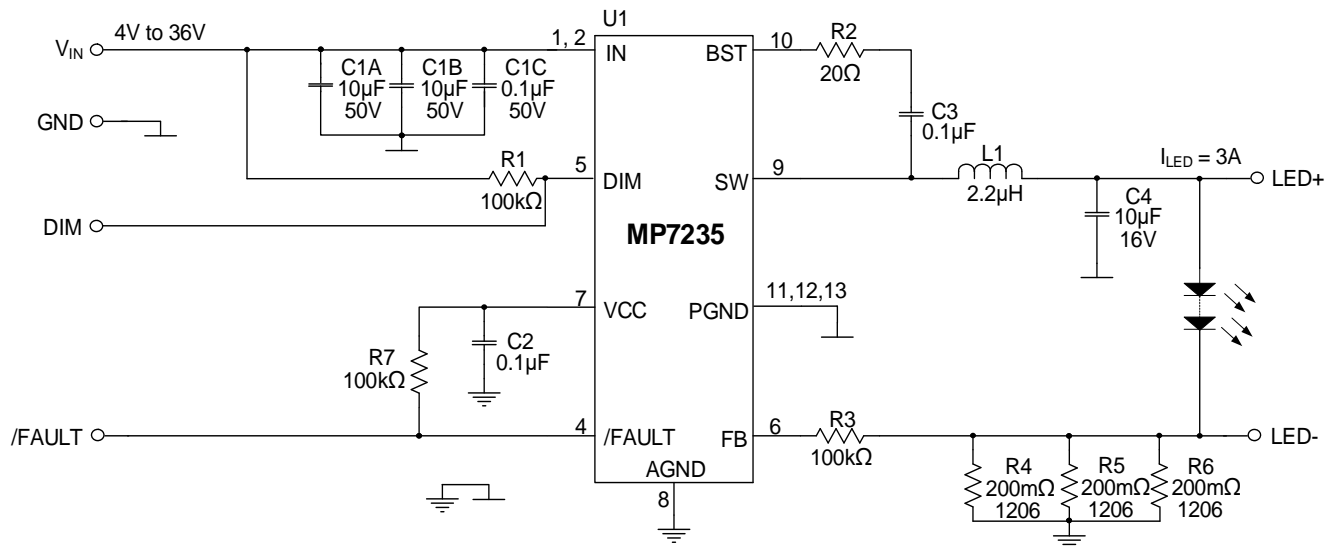 U1
4V to 36V
V_IN
1, 2
IN
BST
10
R2
20Ω
C1A
10µF
50V
C1B
10µF
50V
C1C
0.1µF
50V
C3
0.1µF
GND
R1
100kΩ
5
DIM
SW
9
L1
2.2µH
I_LED = 3A
LED+
C4
10µF
16V
DIM
MP7235
7
VCC
PGND
11,12,13
C2
0.1µF
R7
100kΩ
/FAULT
4
/FAULT
FB
6
R3
100kΩ
LED-
AGND
8
R4
200mΩ
1206
R5
200mΩ
1206
R6
200mΩ
1206